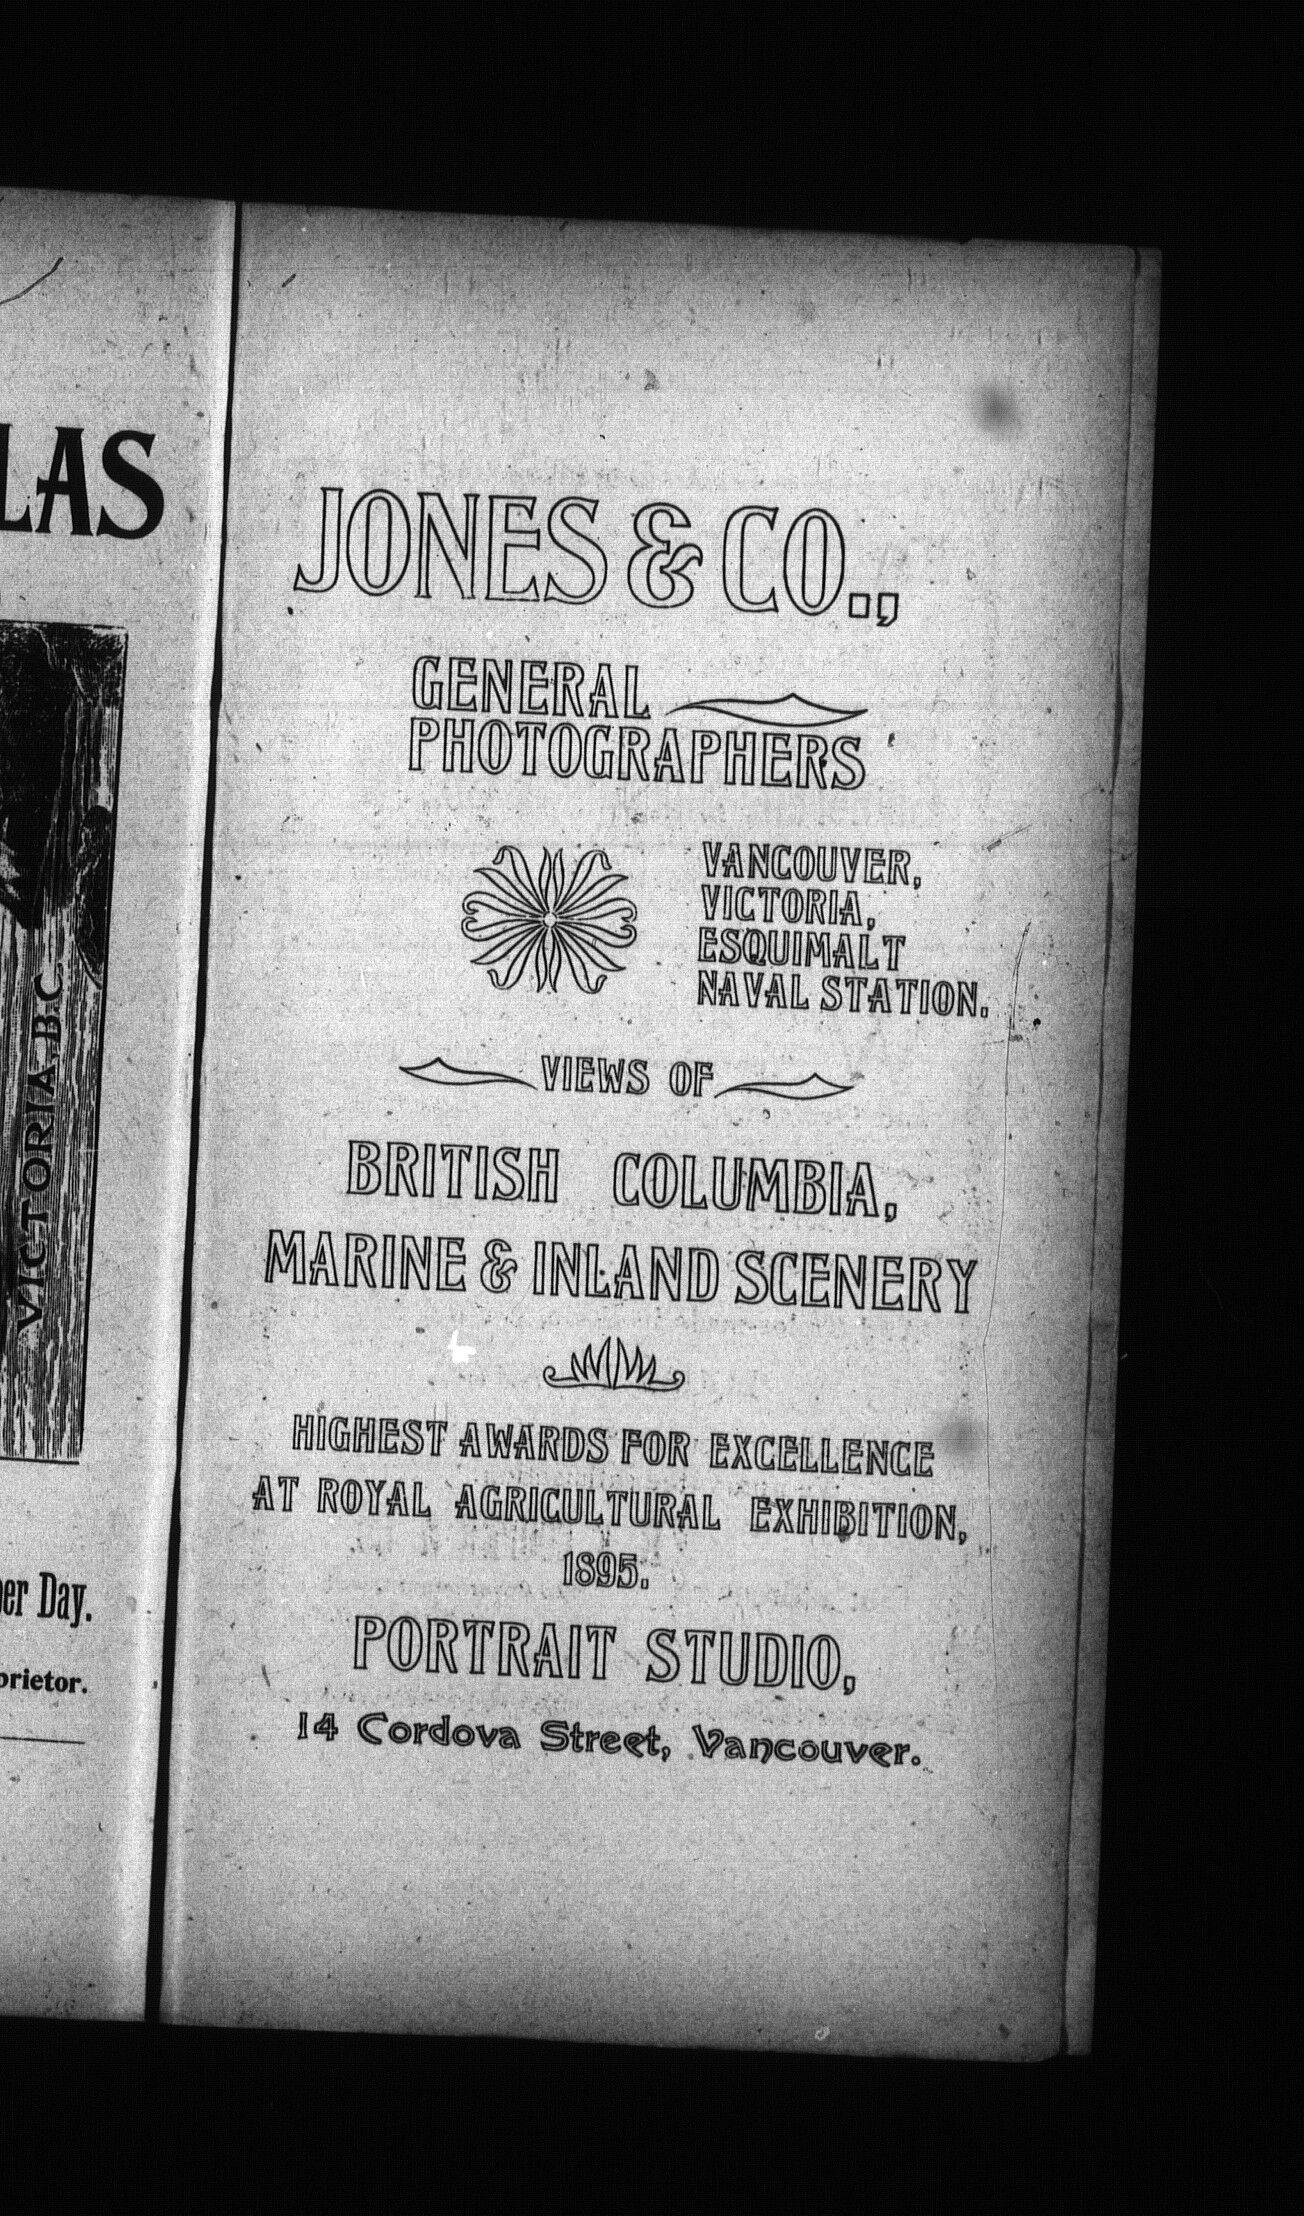 LAS
VICTORIA, B.C.
per Day.
prietor.
JONES & CO.,
GENERAL
PHOTOGRAPHERS
VANCOUVER,
VICTORIA,
ESQUIMALT
NAVAL STATION.
VIEWS OF
BRITISH COLUMBIA,
MARINE & INLAND SCENERY
HIGHEST AWARDS FOR EXCELLENCE
AT ROYAL AGRICULTURAL EXHIBITION,
1895.
PORTRAIT STUDIO,
14 Cordova Street, Vancouver.